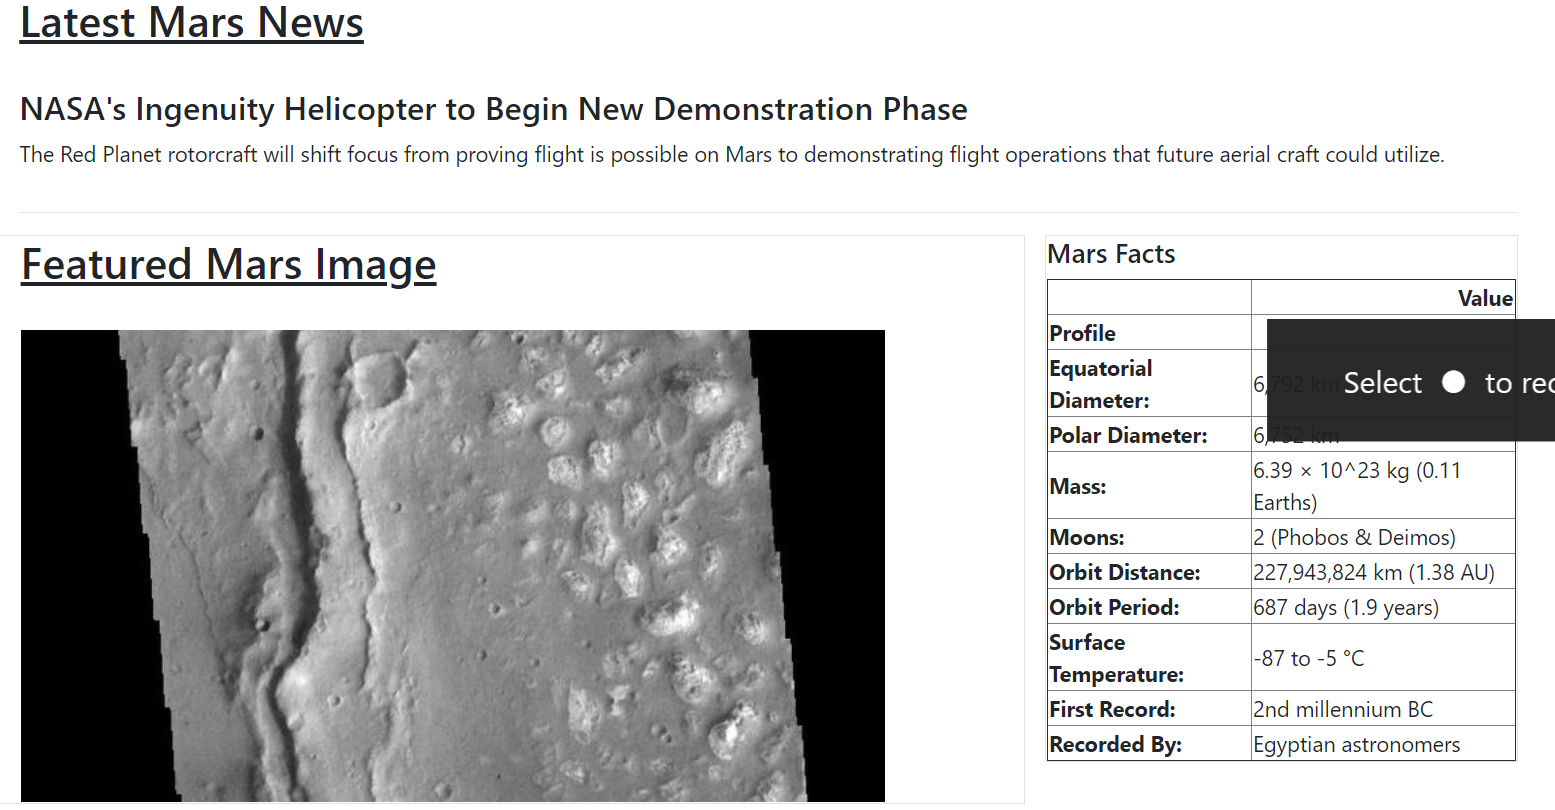 Latest Mars News
NASA's Ingenuity Helicopter to Begin New Demonstration Phase
The Red Planet rotorcraft will shift focus from proving flight is possible on Mars to demonstrating flight operations that future aerial craft could utilize.
Featured Mars Image
Mars Facts
Value
Profile
Equatorial
Diameter:
6,792 km
Polar Diameter:
6,752 km
Mass:
6.39 × 10^23 kg (0.11
Earths)
Moons:
2 (Phobos & Deimos)
Orbit Distance:
227,943,824 km (1.38 AU)
Orbit Period:
687 days (1.9 years)
Surface
Temperature:
-87 to -5 °C
First Record:
2nd millennium BC
Recorded By:
Egyptian astronomers
Select to